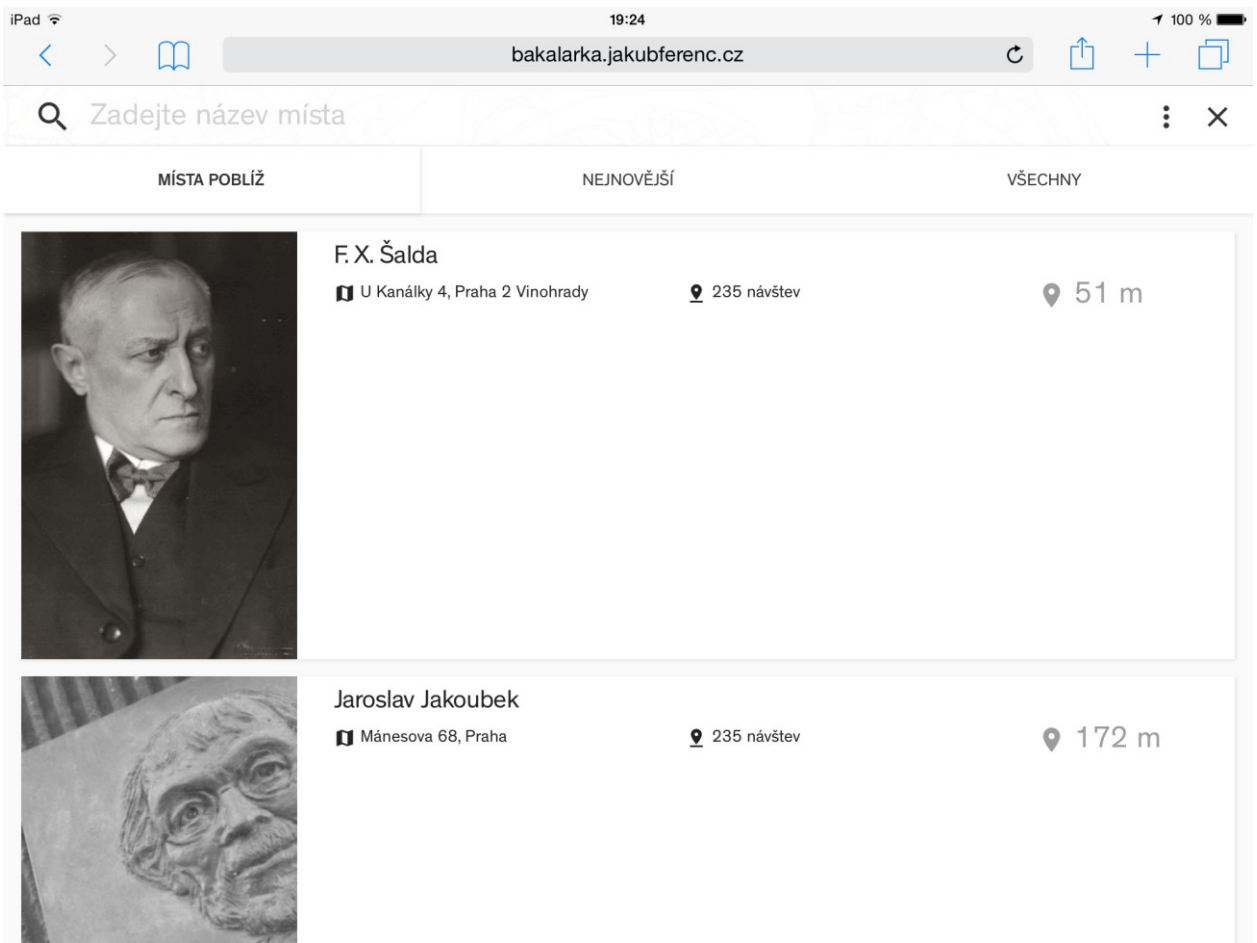 iPad 19:24 100 %
bakalarka.jakubferenc.cz
Zadejte název místa
MÍSTA POBLÍŽ NEJNOVĚJŠÍ VŠECHNY
F. X. Šalda
U Kanálky 4, Praha 2 Vinohrady 235 návštev 51 m
Jaroslav Jakoubek
Mánesova 68, Praha 235 návštev 172 m